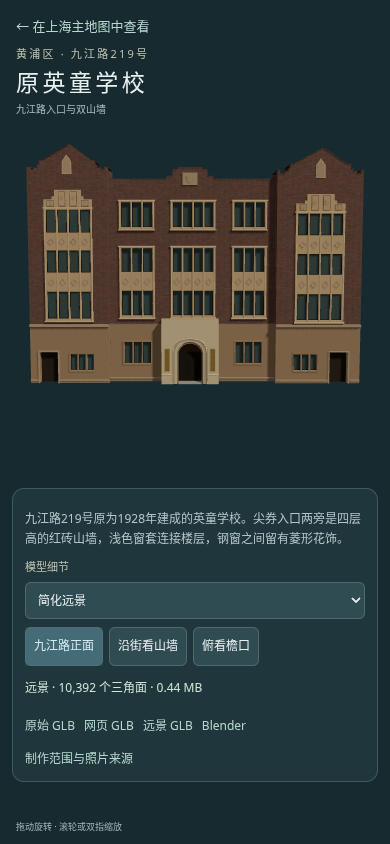 ← 在上海主地图中查看
黄浦区 · 九江路219号
原英童学校
九江路入口与双山墙
九江路219号原为1928年建成的英童学校。尖券入口两旁是四层
高的红砖山墙，浅色窗套连接楼层，钢窗之间留有菱形花饰。
模型细节
简化远景
九江路正面 沿街看山墙 俯看檐口
远景 · 10,392 个三角面 · 0.44 MB
原始 GLB 网页 GLB 远景 GLB Blender
制作范围与照片来源
拖动旋转 · 滚轮或双指缩放